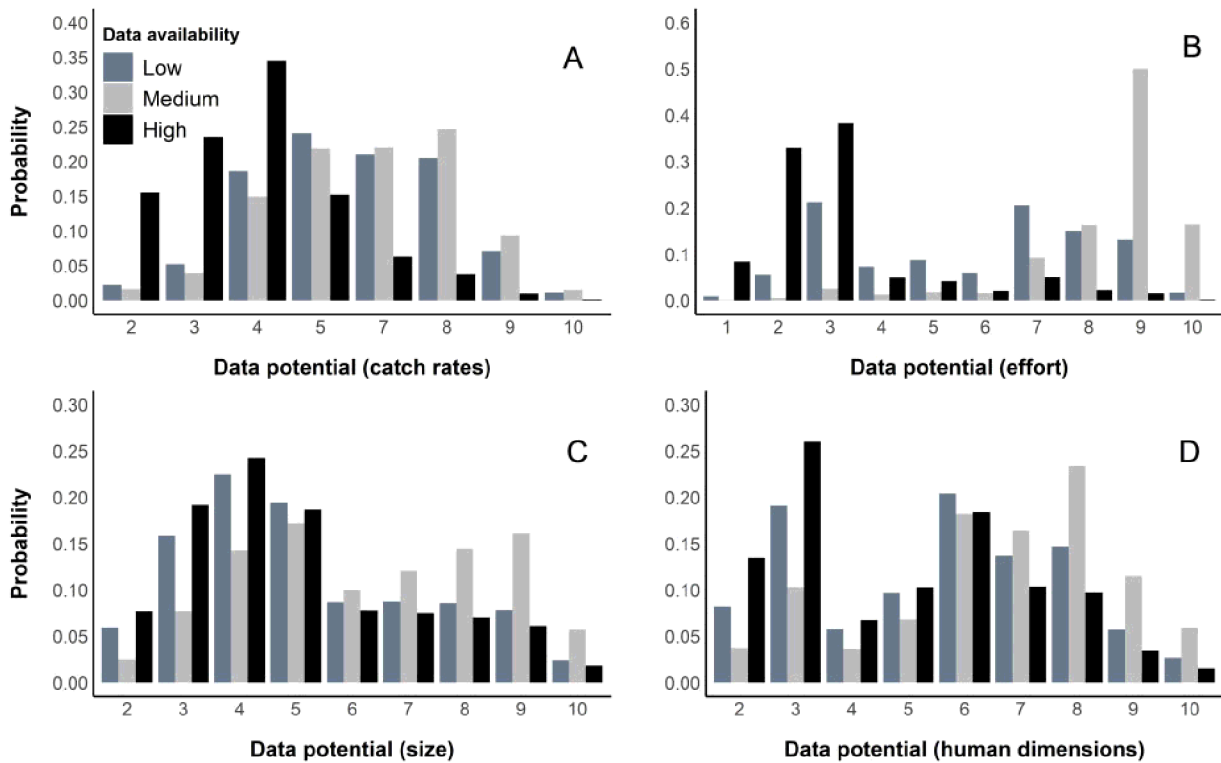 0.40
0.35
0.30
0.25
0.20
0.15
0.10
0.05
0.00
Probability
Data availability
Low
Medium
High
A
2 3 4 5 7 8 9 10
Data potential (catch rates)
0.6
0.5
0.4
0.3
0.2
0.1
0.0
B
1 2 3 4 5 6 7 8 9 10
Data potential (effort)
0.30
0.25
0.20
0.15
0.10
0.05
0.00
Probability
C
2 3 4 5 6 7 8 9 10
Data potential (size)
0.30
0.25
0.20
0.15
0.10
0.05
0.00
D
2 3 4 5 6 7 8 9 10
Data potential (human dimensions)